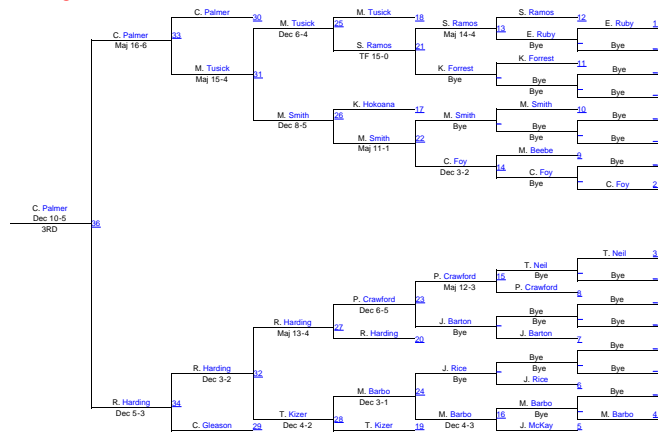 C. Palmer 30 M. Tusick 18 S. Ramos 12
M. Tusick 25 S. Ramos 13 E. Ruby 1
C. Palmer 33 Dec 6-4 Maj 14-4 E. Ruby Bye
Maj 16-6 S. Ramos 21 Bye
TF 15-0 K. Forrest 11
M. Tusick K. Forrest Bye
Maj 15-4 31 Bye Bye
Bye
K. Hokoana 17 M. Smith 10
M. Smith 26 M. Smith Bye
Dec 8-5 Bye Bye
M. Smith 22 Bye
Maj 11-1 M. Beebe 9
C. Foy 14 Bye
Dec 3-2 C. Foy
Bye C. Foy 2
C. Palmer
Dec 10-5 36
3RD
T. Neil 3
T. Neil
P. Crawford 15 Bye Bye
Maj 12-3 P. Crawford 8
P. Crawford 23
Dec 6-5 Bye Bye
R. Harding 27 J. Barton Bye
Maj 13-4 R. Harding 20 Bye J. Barton 7
Bye
Bye
R. Harding 32 J. Rice Bye
Dec 3-2 Bye J. Rice 6
M. Barbo 24 Bye
R. Harding 34 Dec 3-1 M. Barbo
Dec 5-3 T. Kizer 28 M. Barbo 16 Bye M. Barbo 4
C. Gleason 29 Dec 4-2 T. Kizer 19 Dec 4-3 J. McKay 5